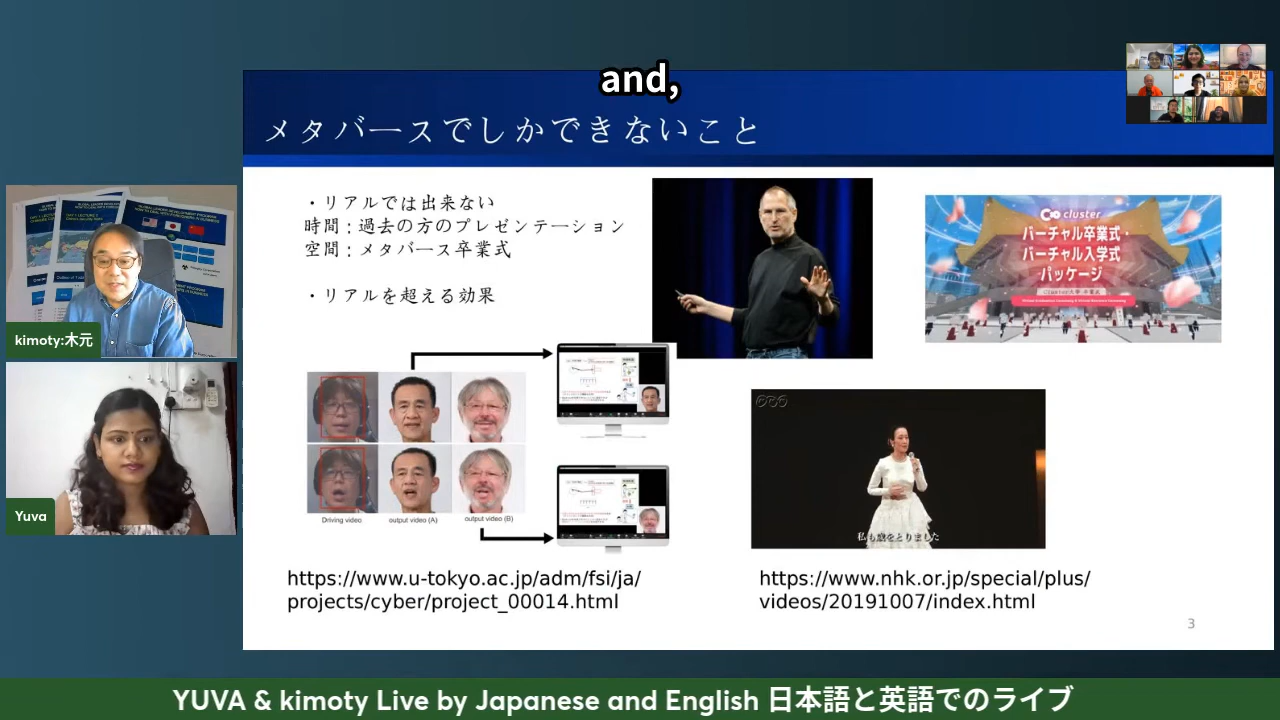 and,
メタバースでしかできないこと
・リアルでは出来ない
時間：過去の方のプレゼンテーション
空間：メタバース卒業式
・リアルを超える効果
cluster
バーチャル卒業式・
バーチャル入学式
パッケージ
kimoty:木元
Yuva
Driving video
output video (A)
output video (B)
私も歳をとりました
https://www.u-tokyo.ac.jp/adm/fsi/ja/
projects/cyber/project_00014.html
https://www.nhk.or.jp/special/plus/
videos/20191007/index.html
3
YUVA & kimoty Live by Japanese and English 日本語と英語でのライブ